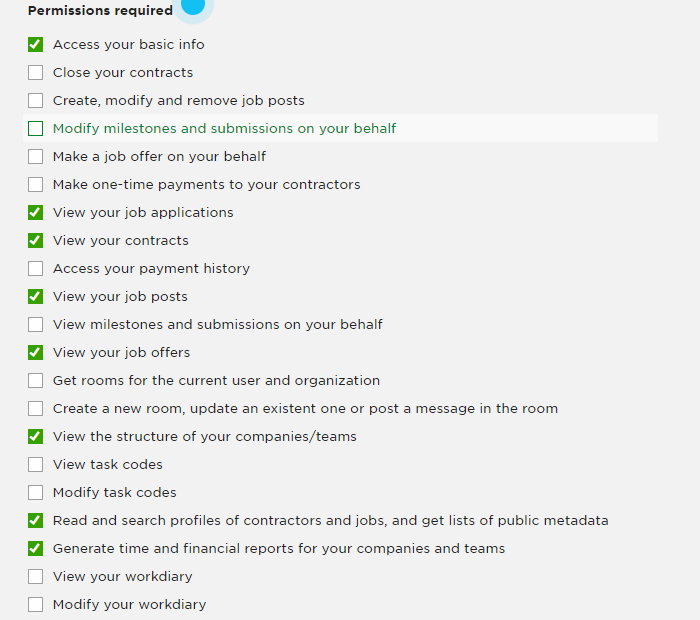 Permissions required
Access your basic info
Close your contracts
Create, modify and remove job posts
Modify milestones and submissions on your behalf
Make a job offer on your behalf
Make one-time payments to your contractors
View your job applications
View your contracts
Access your payment history
View your job posts
View milestones and submissions on your behalf
View your job offers
Get rooms for the current user and organization
Create a new room, update an existent one or post a message in the room
View the structure of your companies/teams
View task codes
Modify task codes
Read and search profiles of contractors and jobs, and get lists of public metadata
Generate time and financial reports for your companies and teams
View your workdiary
Modify your workdiary